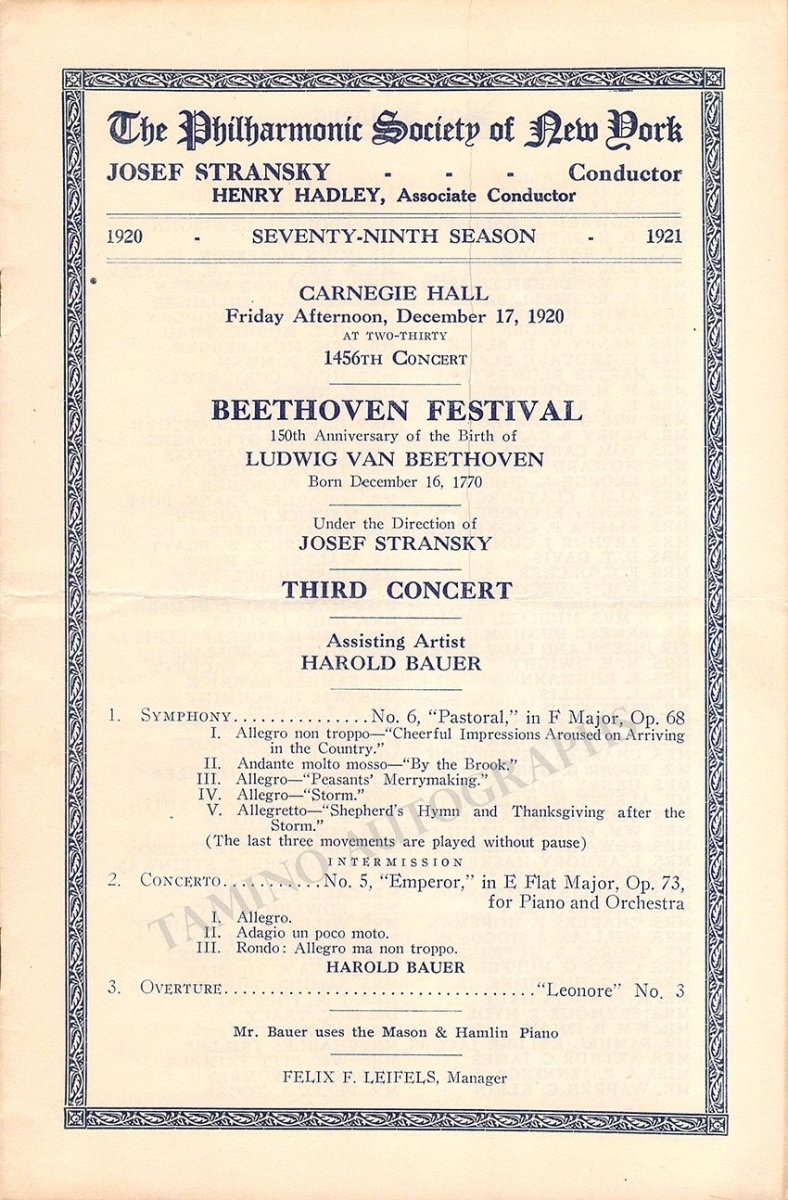 The Philharmonic Society of New York
JOSEF STRANSKY - - - Conductor
HENRY HADLEY, Associate Conductor
1920 - SEVENTY-NINTH SEASON - 1921
CARNEGIE HALL
Friday Afternoon, December 17, 1920
AT TWO-THIRTY
1456TH CONCERT
BEETHOVEN FESTIVAL
150th Anniversary of the Birth of
LUDWIG VAN BEETHOVEN
Born December 16, 1770
Under the Direction of
JOSEF STRANSKY
THIRD CONCERT
Assisting Artist
HAROLD BAUER
1. SYMPHONY...............No. 6, “Pastoral,” in F Major, Op. 68
I. Allegro non troppo—“Cheerful Impressions Aroused on Arriving
in the Country.”
II. Andante molto mosso—“By the Brook.”
III. Allegro—“Peasants’ Merrymaking.”
IV. Allegro—“Storm.”
V. Allegretto—“Shepherd’s Hymn and Thanksgiving after the
Storm.”
(The last three movements are played without pause)
INTERMISSION
2. CONCERTO...........No. 5, “Emperor,” in E Flat Major, Op. 73,
for Piano and Orchestra
I. Allegro.
II. Adagio un poco moto.
III. Rondo: Allegro ma non troppo.
HAROLD BAUER
3. OVERTURE.................................“Leonore” No. 3
Mr. Bauer uses the Mason & Hamlin Piano
FELIX F. LEIFELS, Manager
TAMINO AUTOGRAPHS